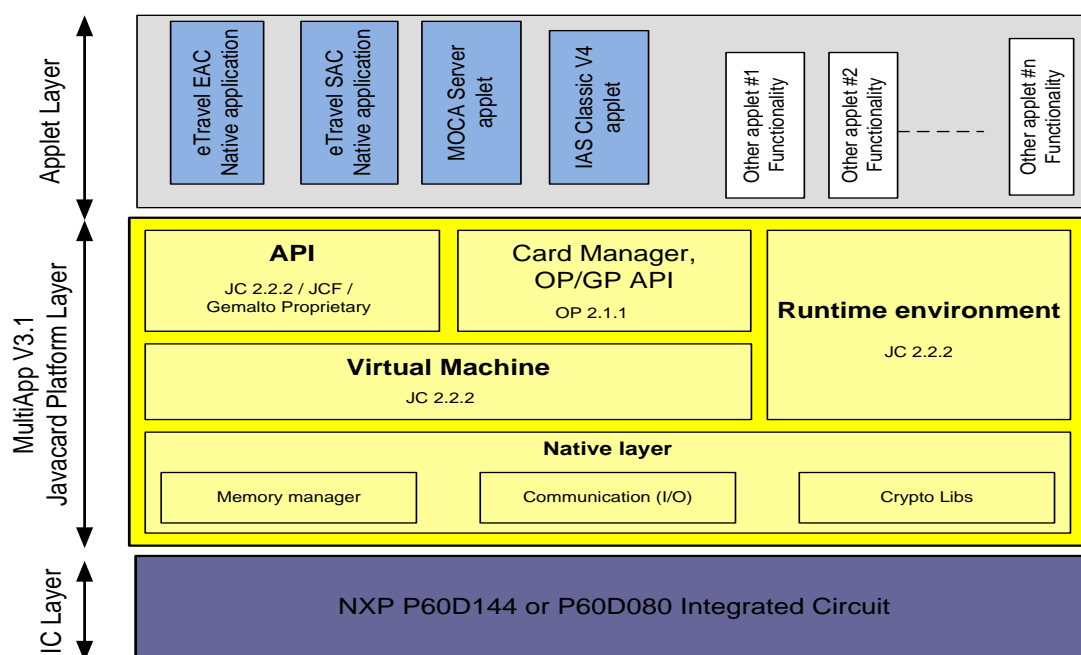 Applet Layer
eTravel EAC
Native application
eTravel SAC
Native application
MOCA Server
applet
IAS Classic V4
applet
Other applet #1
Functionality
Other applet #2
Functionality
Other applet #n
Functionality
MultiApp V3.1
Javacard Platform Layer
API
JC 2.2.2 / JCF /
Gemalto Proprietary
Card Manager,
OP/GP API
OP 2.1.1
Runtime environment
JC 2.2.2
Virtual Machine
JC 2.2.2
Native layer
Memory manager
Communication (I/O)
Crypto Libs
IC Layer
NXP P60D144 or P60D080 Integrated Circuit